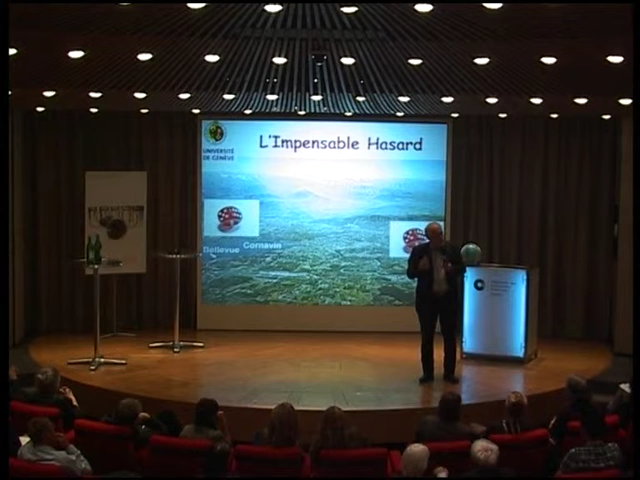 UNIVERSITÉ
DE GENÈVE
L'Impensable Hasard
Bellevue
Cornavin